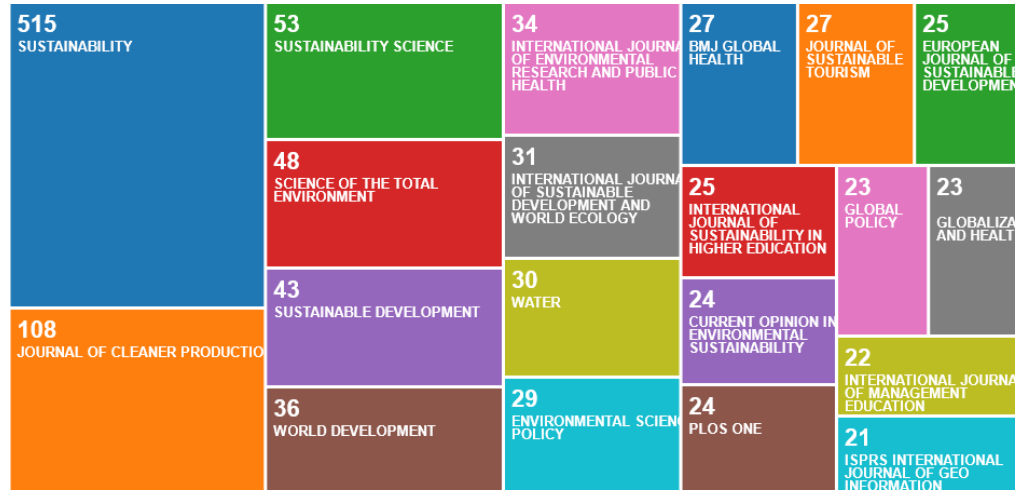 515
SUSTAINABILITY
108
JOURNAL OF CLEANER PRODUCTIO
53
SUSTAINABILITY SCIENCE
48
SCIENCE OF THE TOTAL
ENVIRONMENT
43
SUSTAINABLE DEVELOPMENT
36
WORLD DEVELOPMENT
34
INTERNATIONAL JOURNA
OF ENVIRONMENTAL
RESEARCH AND PUBLIC
HEALTH
31
INTERNATIONAL JOURNA
OF SUSTAINABLE
DEVELOPMENT AND
WORLD ECOLOGY
30
WATER
29
ENVIRONMENTAL SCIEN
POLICY
27
BMJ GLOBAL
HEALTH
27
JOURNAL OF
SUSTAINABLE
TOURISM
25
EUROPEAN
JOURNAL OF
SUSTAINABLE
DEVELOPMEN
25
INTERNATIONAL
JOURNAL OF
SUSTAINABILITY IN
HIGHER EDUCATION
24
CURRENT OPINION IN
ENVIRONMENTAL
SUSTAINABILITY
24
PLOS ONE
23
GLOBAL
POLICY
23
GLOBALIZA
AND HEALT
22
INTERNATIONAL JOURNA
OF MANAGEMENT
EDUCATION
21
ISPRS INTERNATIONAL
JOURNAL OF GEO
INFORMATION